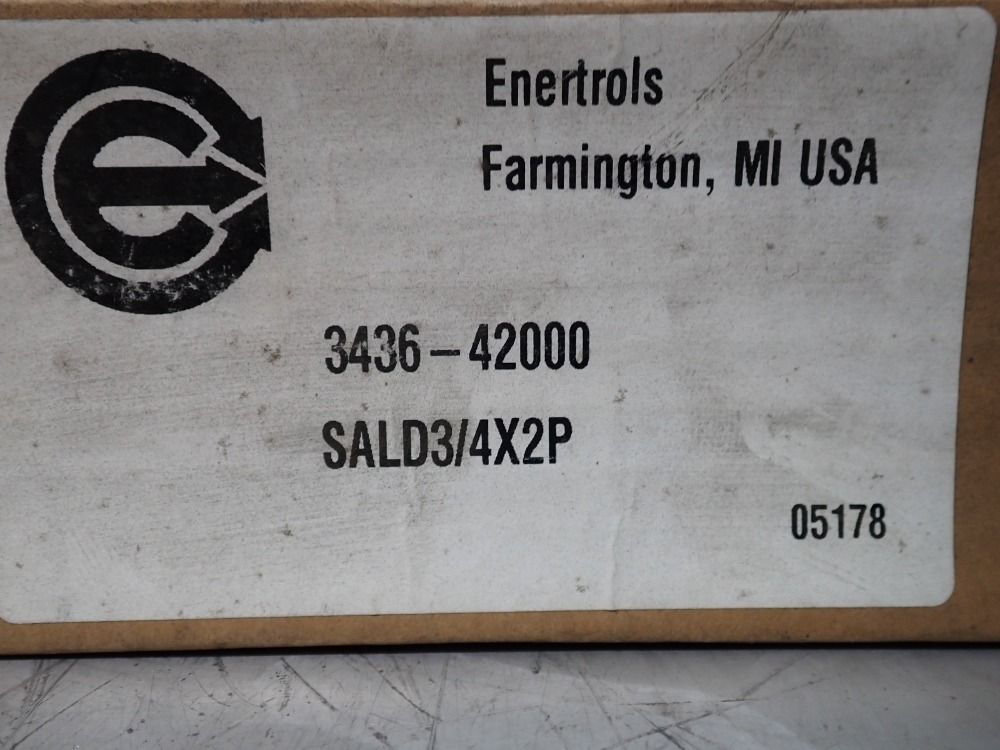 Enertrols
Farmington, MI USA
3436-42000
SALD3/4X2P
05178